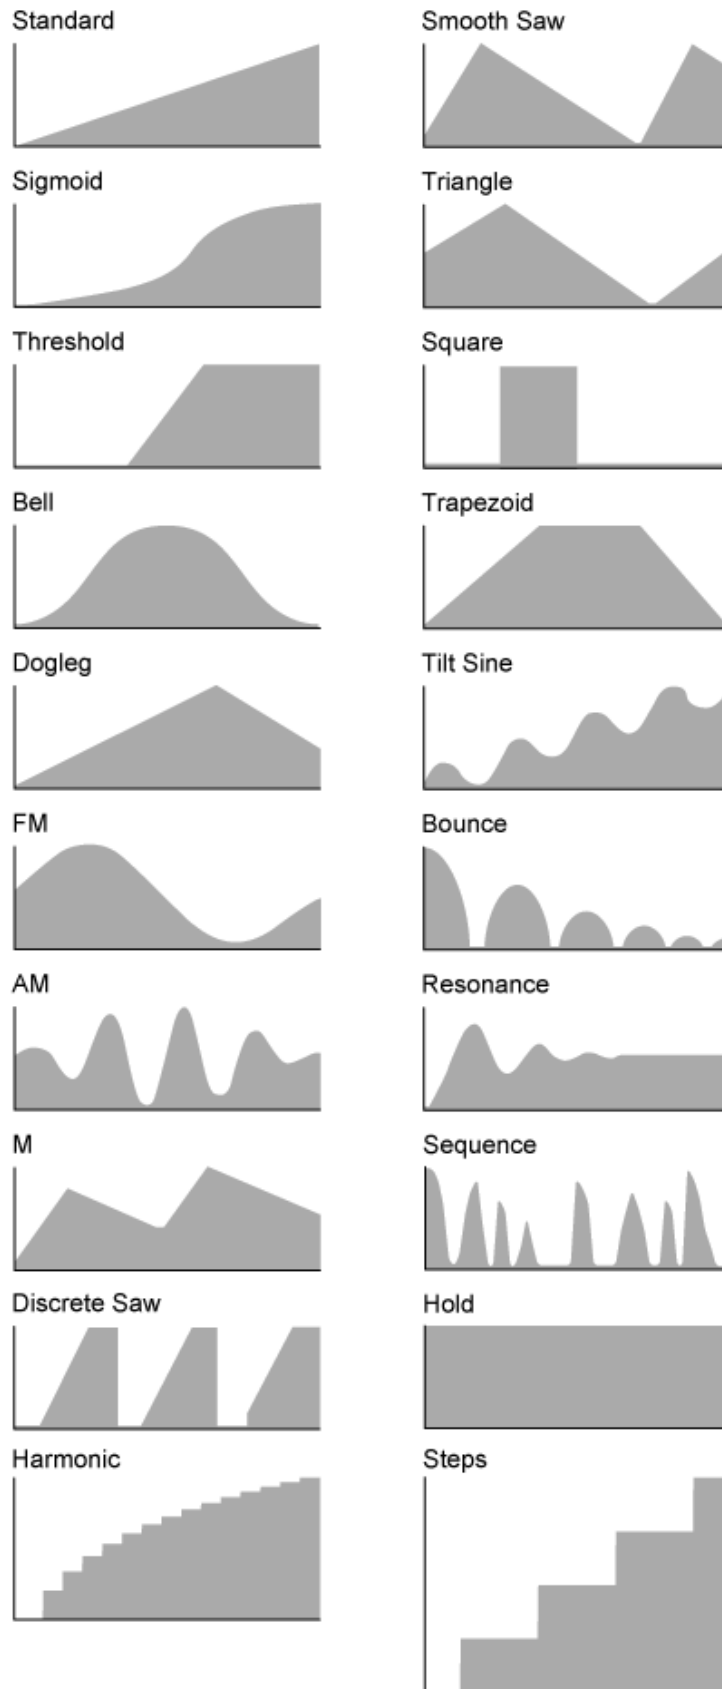 Standard
Smooth Saw
Sigmoid
Triangle
Threshold
Square
Bell
Trapezoid
Dogleg
Tilt Sine
FM
Bounce
AM
Resonance
M
Sequence
Discrete Saw
Hold
Harmonic
Steps